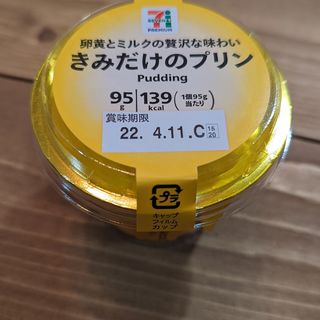 7
ELEVEN
PREMIUM
卵黄とミルクの贅沢な味わい
きみだけのプリン
Pudding
95g 139kcal (1個95g当たり)
賞味期限
22. 4.11.C
プラ
キャップ
フィルム
カップ